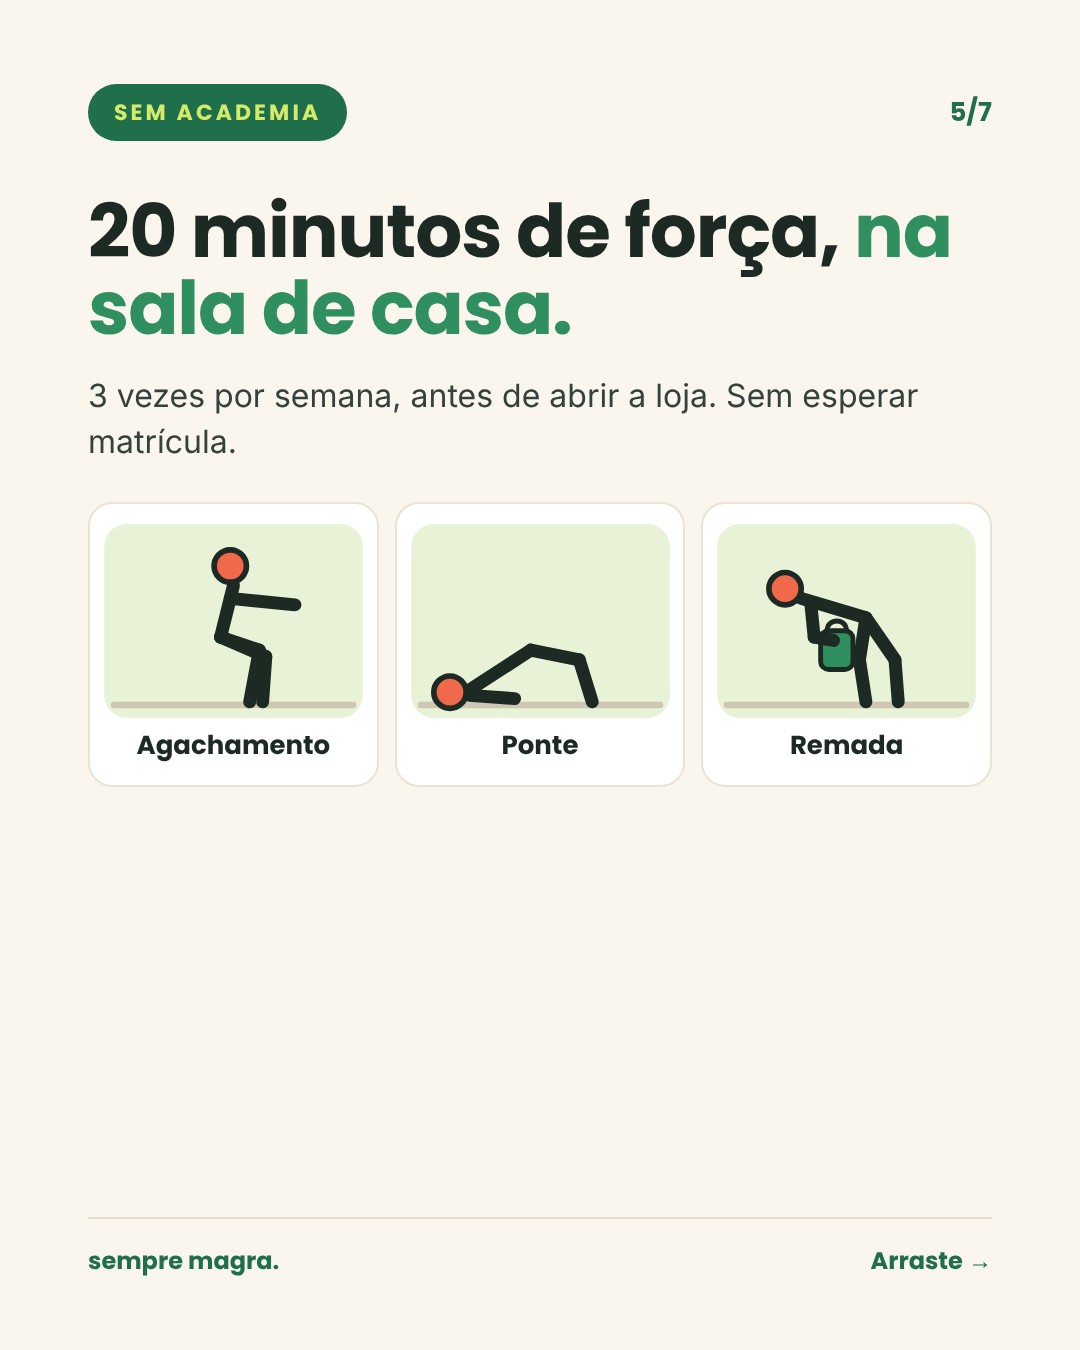 SEM ACADEMIA
5/7
20 minutos de força, na
sala de casa.
3 vezes por semana, antes de abrir a loja. Sem esperar
matrícula.
Agachamento
Ponte
Remada
sempre magra.
Arraste →